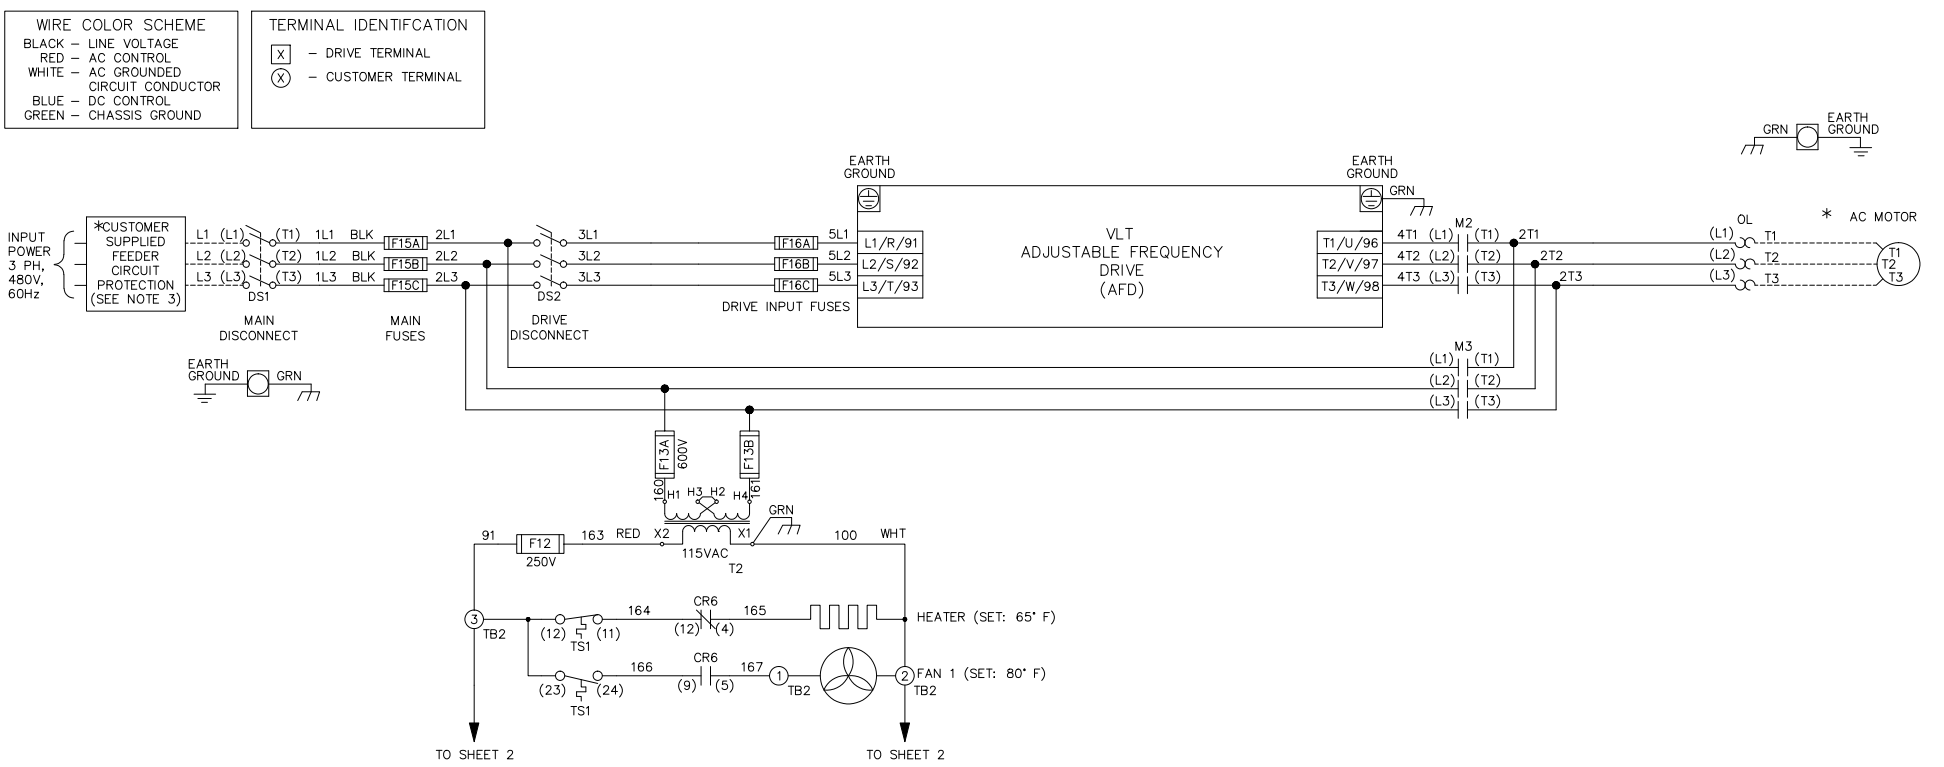 WIRE COLOR SCHEME
BLACK – LINE VOLTAGE
RED – AC CONTROL
WHITE – AC GROUNDED
CIRCUIT CONDUCTOR
BLUE – DC CONTROL
GREEN – CHASSIS GROUND
TERMINAL IDENTIFCATION
X – DRIVE TERMINAL
X – CUSTOMER TERMINAL
GRN
EARTH
GROUND
INPUT
POWER
3 PH,
480V,
60Hz
*CUSTOMER
SUPPLIED
FEEDER
CIRCUIT
PROTECTION
(SEE NOTE 3)
L1 (L1) (T1) 1L1 BLK F15A 2L1
L2 (L2) (T2) 1L2 BLK F15B 2L2
L3 (L3) (T3) 1L3 BLK F15C 2L3
DS1
MAIN
DISCONNECT
MAIN
FUSES
3L1 F16A 5L1
3L2 F16B 5L2
3L3 F16C 5L3
DS2
DRIVE
DISCONNECT
DRIVE INPUT FUSES
EARTH
GROUND
L1/R/91
L2/S/92
L3/T/93
VLT
ADJUSTABLE FREQUENCY
DRIVE
(AFD)
EARTH
GROUND
GRN
T1/U/96
T2/V/97
T3/W/98
M2
4T1 (L1) (T1) 2T1
4T2 (L2) (T2) 2T2
4T3 (L3) (T3) 2T3
OL
(L1) T1
(L2) T2
(L3) T3
* AC MOTOR
T1
T2
T3
M3
(L1) (T1)
(L2) (T2)
(L3) (T3)
EARTH
GROUND
GRN
F13A
600V
F13B
160
161
H1 H3 H2 H4
GRN
91 F12 163 RED X2 X1 100 WHT
250V
115VAC
T2
3
TB2
(12) (11)
TS1
164
CR6
(12) (4)
165
HEATER (SET: 65° F)
(23) (24)
TS1
166
CR6
(9) (5)
167
1
TB2
2
TB2
FAN 1 (SET: 80° F)
TO SHEET 2
TO SHEET 2